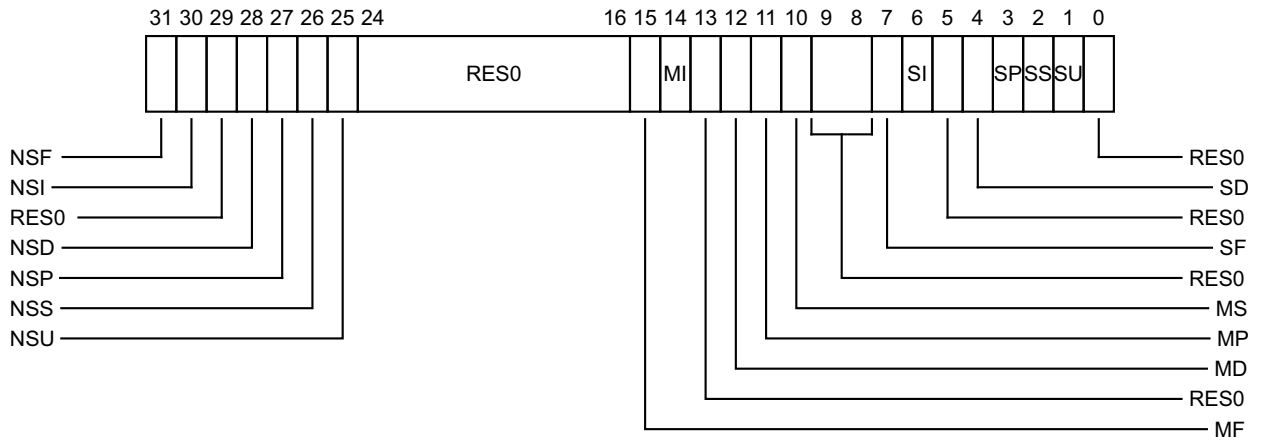 31 30 29 28 27 26 25 24 16 15 14 13 12 11 10 9 8 7 6 5 4 3 2 1 0
RES0 MI SI SP SS SU
NSF RES0
NSI SD
RES0 RES0
NSD SF
NSP RES0
NSS MS
NSU MP
MD
RES0
MF